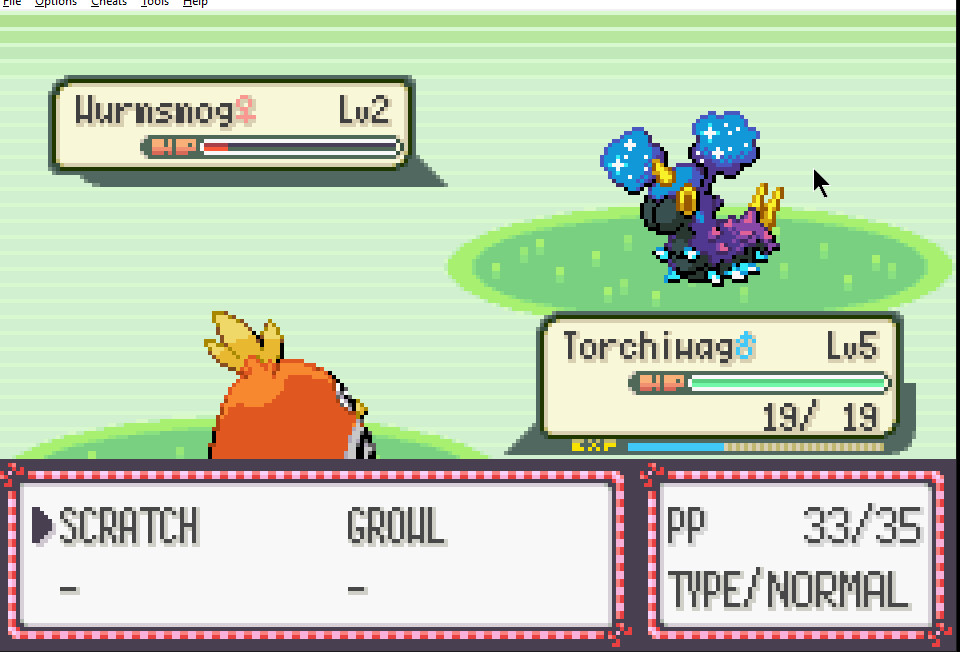 File Options Cheats Tools Help
Wurmsmog♀ Lv2
HP
Torchiwag♂ Lv5
HP
19/ 19
EXP
SCRATCH GROWL PP 33/35
- - TYPE/NORMAL